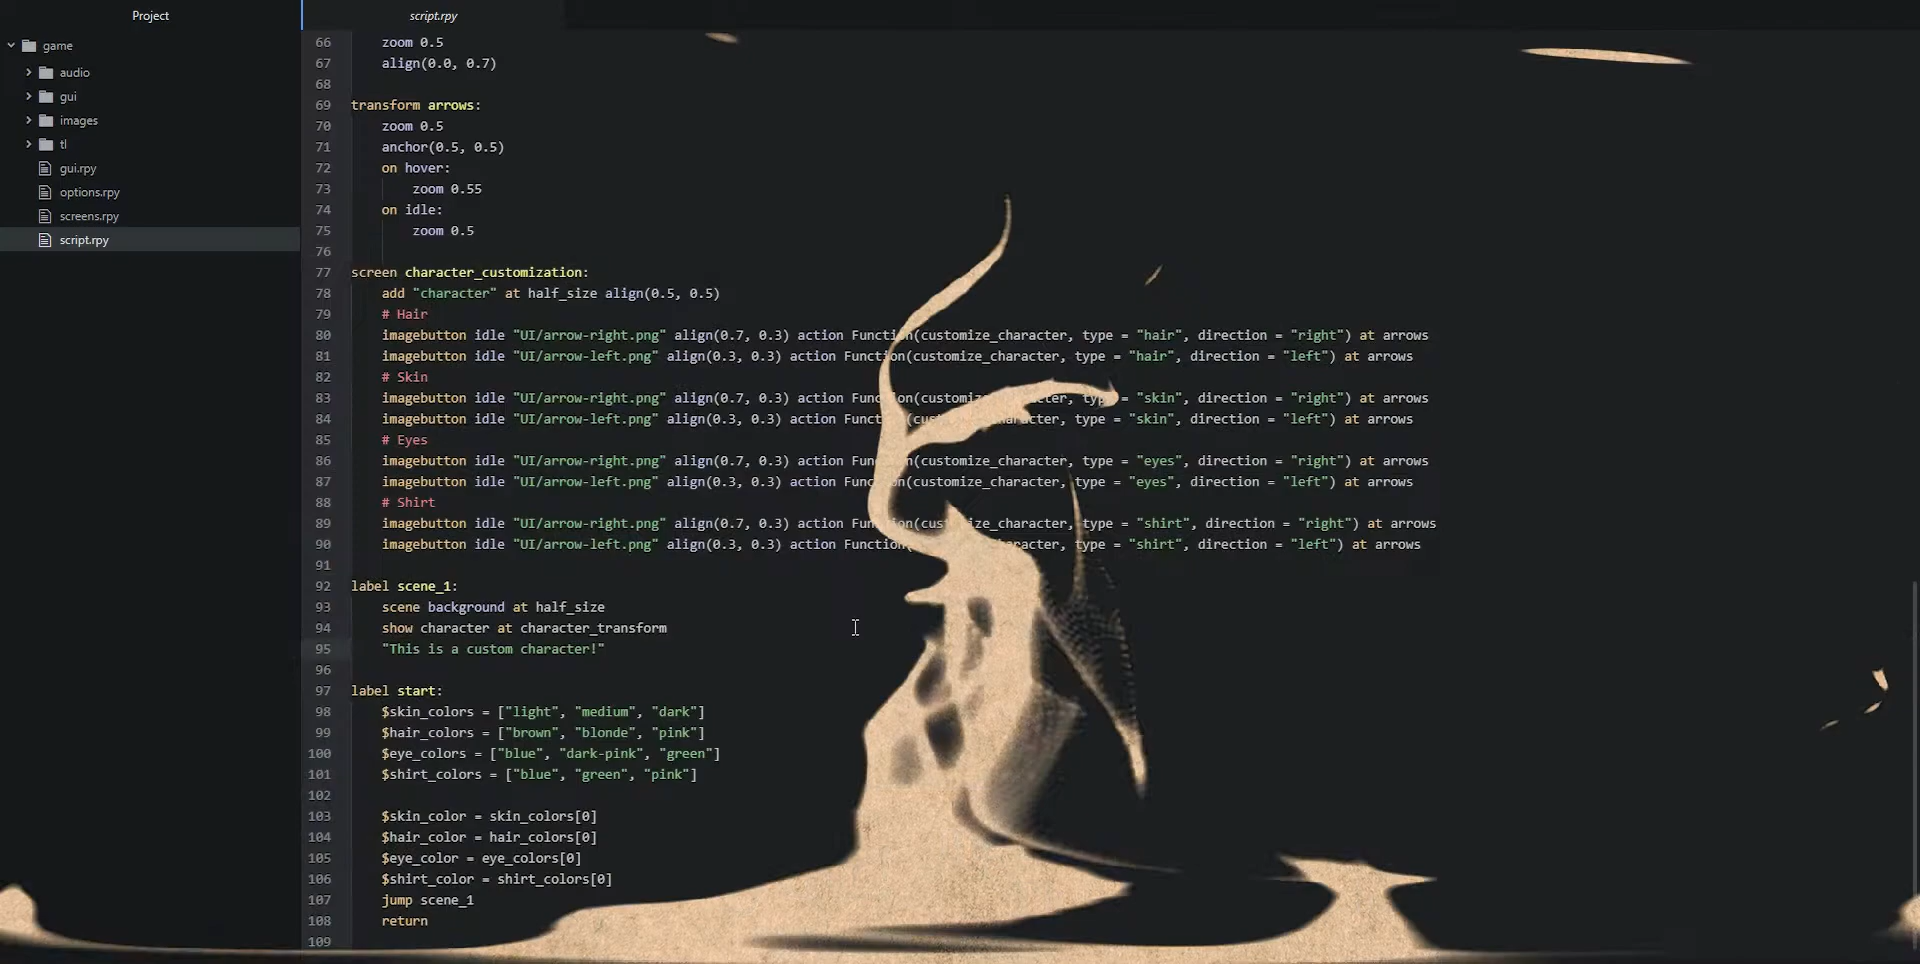 Project
game
audio
gui
images
tl
gui.rpy
options.rpy
screens.rpy
script.rpy
script.rpy
66 zoom 0.5
67 align(0.0, 0.7)
68
69 transform arrows:
70 zoom 0.5
71 anchor(0.5, 0.5)
72 on hover:
73 zoom 0.55
74 on idle:
75 zoom 0.5
76
77 screen character_customization:
78 add "character" at half_size align(0.5, 0.5)
79 # Hair
80 imagebutton idle "UI/arrow-right.png" align(0.7, 0.3) action Function(customize_character, type = "hair", direction = "right") at arrows
81 imagebutton idle "UI/arrow-left.png" align(0.3, 0.3) action Function(customize_character, type = "hair", direction = "left") at arrows
82 # Skin
83 imagebutton idle "UI/arrow-right.png" align(0.7, 0.3) action Function(customize_character, type = "skin", direction = "right") at arrows
84 imagebutton idle "UI/arrow-left.png" align(0.3, 0.3) action Function(customize_character, type = "skin", direction = "left") at arrows
85 # Eyes
86 imagebutton idle "UI/arrow-right.png" align(0.7, 0.3) action Function(customize_character, type = "eyes", direction = "right") at arrows
87 imagebutton idle "UI/arrow-left.png" align(0.3, 0.3) action Function(customize_character, type = "eyes", direction = "left") at arrows
88 # Shirt
89 imagebutton idle "UI/arrow-right.png" align(0.7, 0.3) action Function(customize_character, type = "shirt", direction = "right") at arrows
90 imagebutton idle "UI/arrow-left.png" align(0.3, 0.3) action Function(customize_character, type = "shirt", direction = "left") at arrows
91
92 label scene_1:
93 scene background at half_size
94 show character at character_transform
95 "This is a custom character!"
96
97 label start:
98 $skin_colors = ["light", "medium", "dark"]
99 $hair_colors = ["brown", "blonde", "pink"]
100 $eye_colors = ["blue", "dark-pink", "green"]
101 $shirt_colors = ["blue", "green", "pink"]
102
103 $skin_color = skin_colors[0]
104 $hair_color = hair_colors[0]
105 $eye_color = eye_colors[0]
106 $shirt_color = shirt_colors[0]
107 jump scene_1
108 return
109